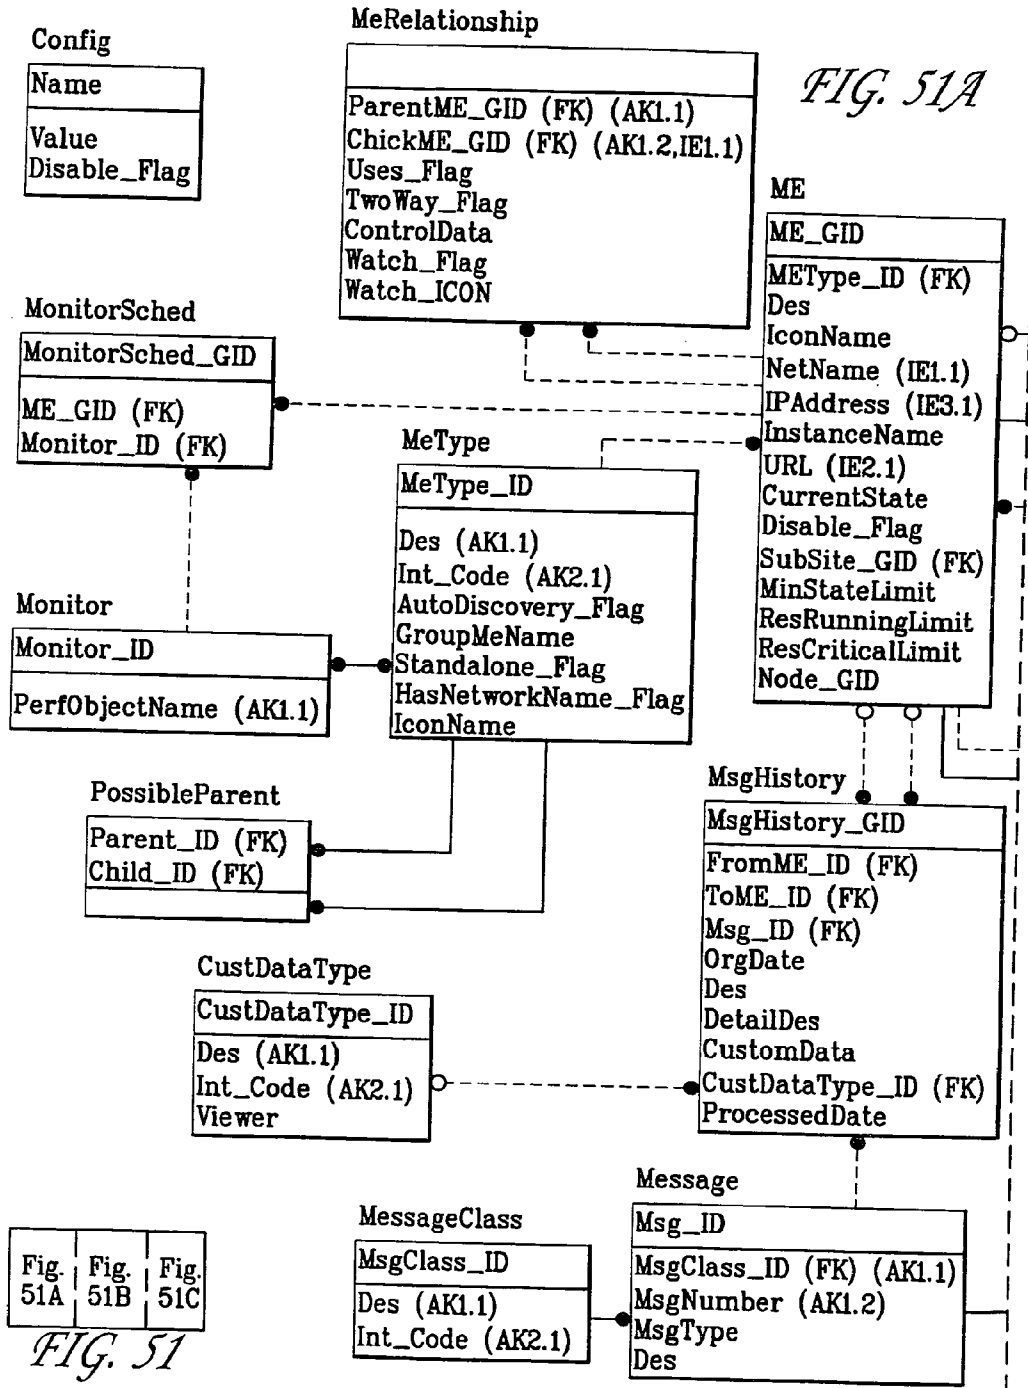 MeRelationship
ParentME_GID (FK) (AK1.1)
ChickME_GID (FK) (AK1.2,IE1.1)
Uses_Flag
TwoWay_Flag
ControlData
Watch_Flag
Watch_ICON
Config
Name
Value
Disable_Flag
FIG. 51A
ME
ME_GID
METype_ID (FK)
Des
IconName
NetName (IE1.1)
IPAddress (IE3.1)
InstanceName
URL (IE2.1)
CurrentState
Disable_Flag
SubSite_GID (FK)
MinStateLimit
ResRunningLimit
ResCriticalLimit
Node_GID
MonitorSched
MonitorSched_GID
ME_GID (FK)
Monitor_ID (FK)
MeType
MeType_ID
Des (AK1.1)
Int_Code (AK2.1)
AutoDiscovery_Flag
GroupMeName
Standalone_Flag
HasNetworkName_Flag
IconName
Monitor
Monitor_ID
PerfObjectName (AK1.1)
PossibleParent
Parent_ID (FK)
Child_ID (FK)
MsgHistory
MsgHistory_GID
FromME_ID (FK)
ToME_ID (FK)
Msg_ID (FK)
OrgDate
Des
DetailDes
CustomData
CustDataType_ID (FK)
ProcessedDate
CustDataType
CustDataType_ID
Des (AK1.1)
Int_Code (AK2.1)
Viewer
Message
Msg_ID
MsgClass_ID (FK) (AK1.1)
MsgNumber (AK1.2)
MsgType
Des
MessageClass
MsgClass_ID
Des (AK1.1)
Int_Code (AK2.1)
Fig. 51A
Fig. 51B
Fig. 51C
FIG. 51